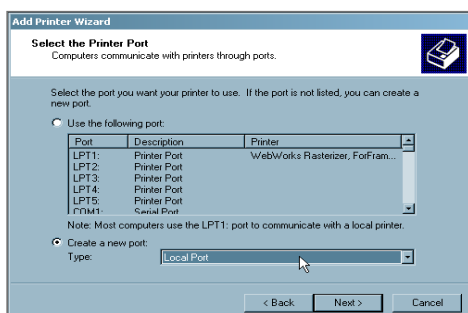 Add Printer Wizard
Select the Printer Port
Computers communicate with printers through ports.
Select the port you want your printer to use. If the port is not listed, you can create a
new port.
Use the following port:
Port Description Printer
LPT1: Printer Port WebWorks Rasterizer, ForFram...
LPT2: Printer Port
LPT3: Printer Port
LPT4: Printer Port
LPT5: Printer Port
COM1: Serial Port
Note: Most computers use the LPT1: port to communicate with a local printer.
Create a new port:
Type: Local Port
< Back Next > Cancel